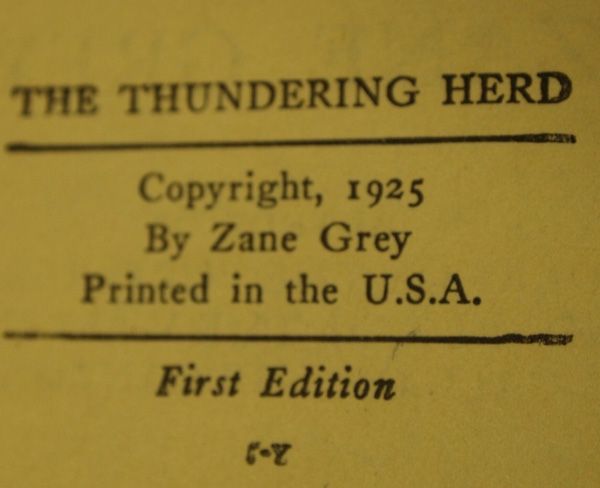 THE THUNDERING HERD
Copyright, 1925
By Zane Grey
Printed in the U.S.A.
First Edition